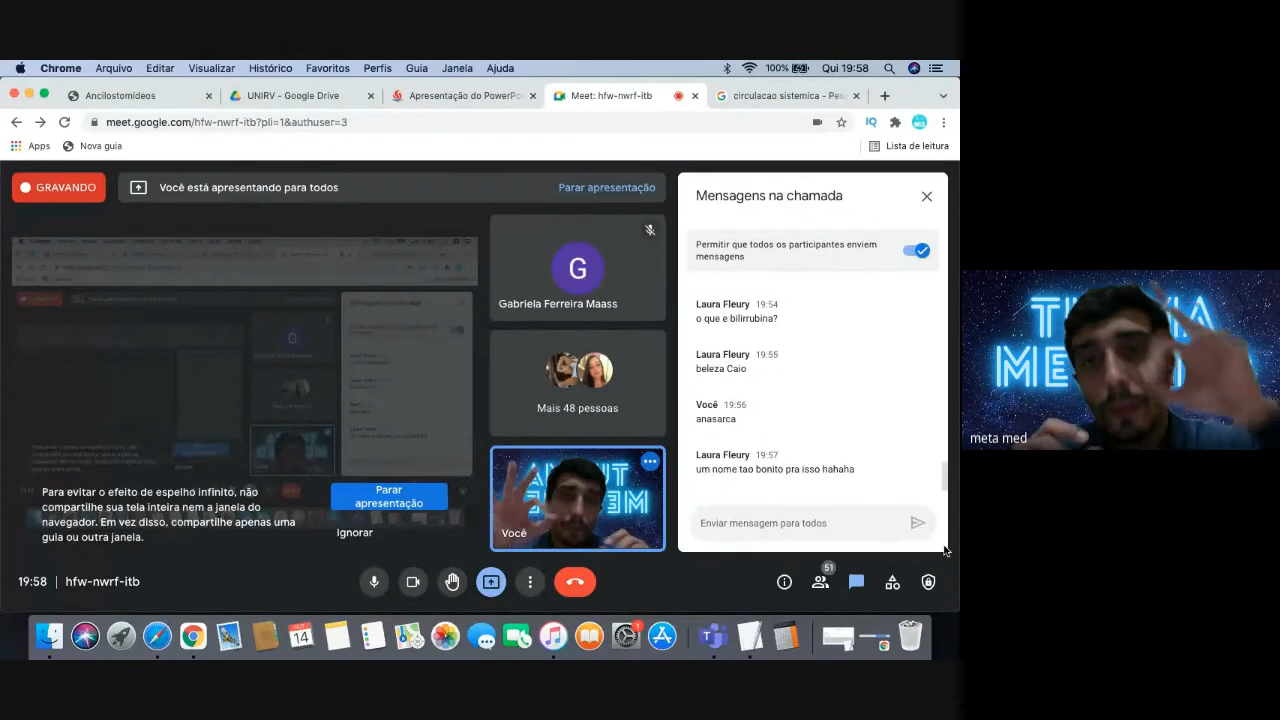 Chrome Arquivo Editar Visualizar Histórico Favoritos Perfis Guia Janela Ajuda 100% Qui 19:58
Ancilostomídeos UNIRV - Google Drive Apresentação do PowerPo Meet: hfw-nwrf-itb circulacao sistemica - Pes
meet.google.com/hfw-nwrf-itb?pli=1&authuser=3
Apps Nova guia Lista de leitura
GRAVANDO Você está apresentando para todos Parar apresentação
G
Gabriela Ferreira Maass
Mais 48 pessoas
Você
Para evitar o efeito de espelho infinito, não
compartilhe sua tela inteira nem a janela do
navegador. Em vez disso, compartilhe apenas uma
guia ou outra janela.
Parar
apresentação
Ignorar
Mensagens na chamada
Permitir que todos os participantes enviem
mensagens
Laura Fleury 19:54
o que e bilirrubina?
Laura Fleury 19:55
beleza Caio
Você 19:56
anasarca
Laura Fleury 19:57
um nome tao bonito pra isso hahaha
Enviar mensagem para todos
19:58 | hfw-nwrf-itb
51
OCT
14
1
meta med